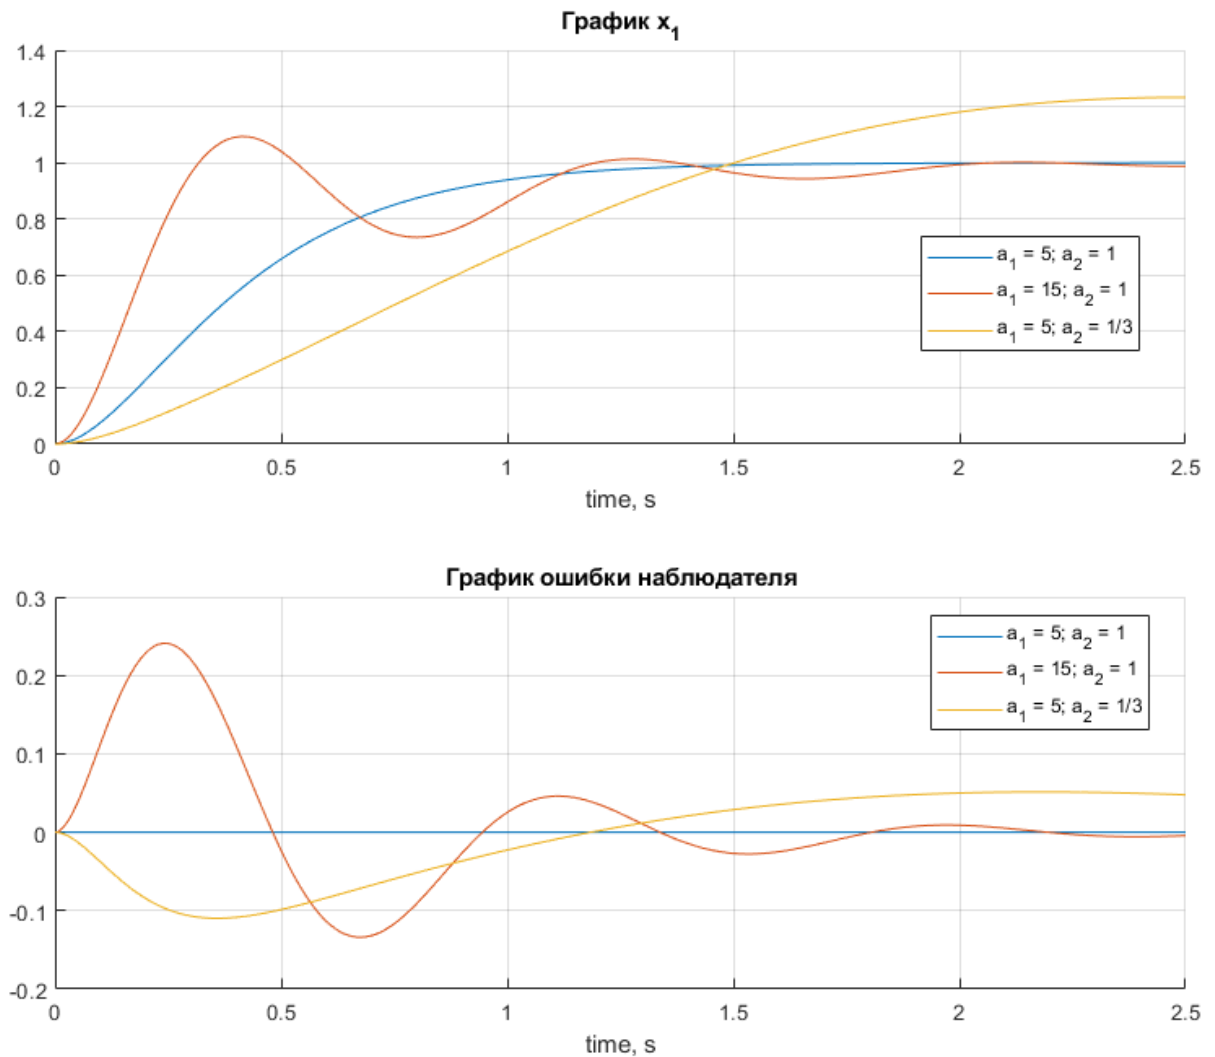 График x₁
1.4
1.2
1
0.8
0.6
0.4
0.2
0
a₁ = 5; a₂ = 1
a₁ = 15; a₂ = 1
a₁ = 5; a₂ = 1/3
0 0.5 1 1.5 2 2.5
time, s
График ошибки наблюдателя
0.3
0.2
0.1
0
-0.1
-0.2
a₁ = 5; a₂ = 1
a₁ = 15; a₂ = 1
a₁ = 5; a₂ = 1/3
0 0.5 1 1.5 2 2.5
time, s